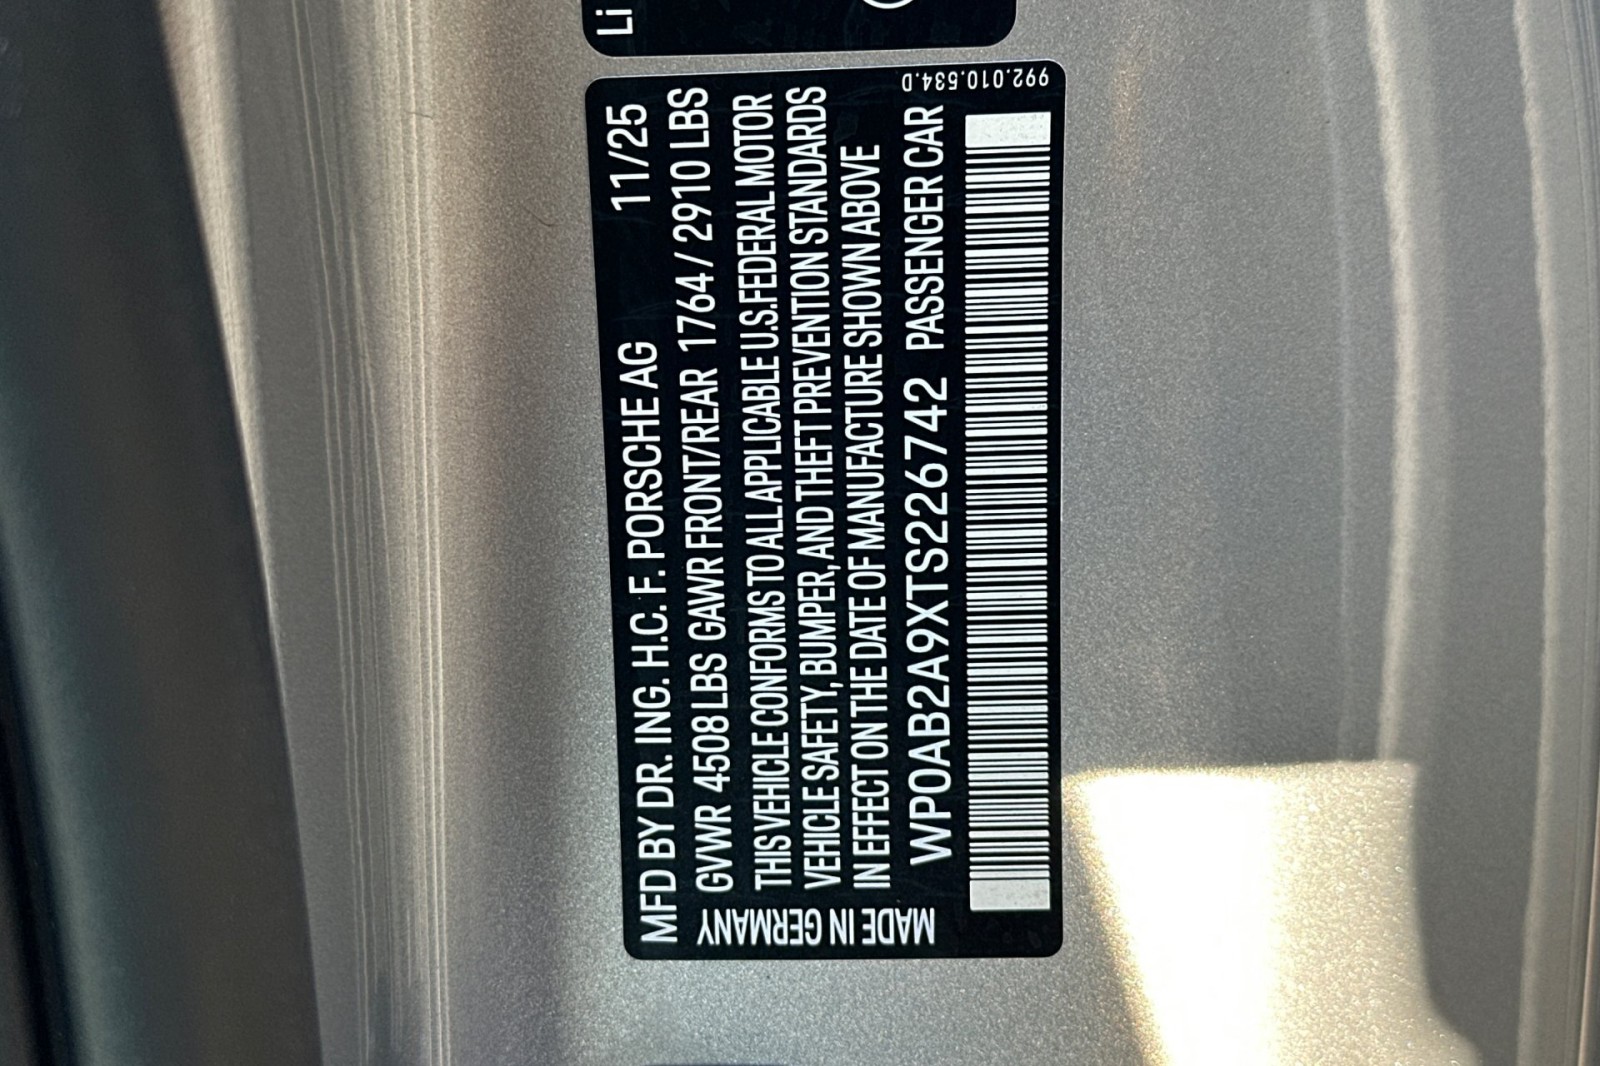 Li
MFD BY DR. ING. H.C. F. PORSCHE AG 11/25
GVWR 4508 LBS GAWR FRONT/REAR 1764 / 2910 LBS
THIS VEHICLE CONFORMS TO ALL APPLICABLE U.S.FEDERAL MOTOR
VEHICLE SAFETY, BUMPER, AND THEFT PREVENTION STANDARDS
IN EFFECT ON THE DATE OF MANUFACTURE SHOWN ABOVE
WP0AB2A9XTS226742 PASSENGER CAR
MADE IN GERMANY
992.010.534.D